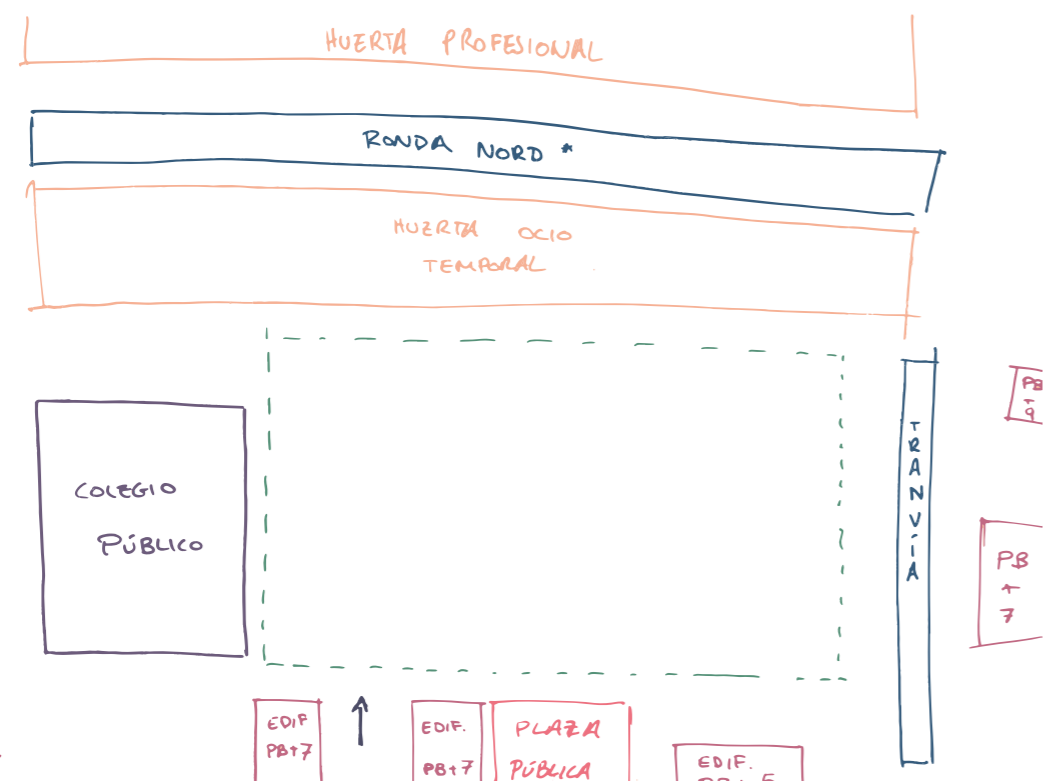 HUERTA PROFESIONAL
RONDA NORD *
HUERTA OCIO
TEMPORAL
COLEGIO
PÚBLICO
TRANVÍA
PB
+
9
PB
+
7
EDIF
PB+7
EDIF.
PB+7
PLAZA
PÚBLICA
EDIF.